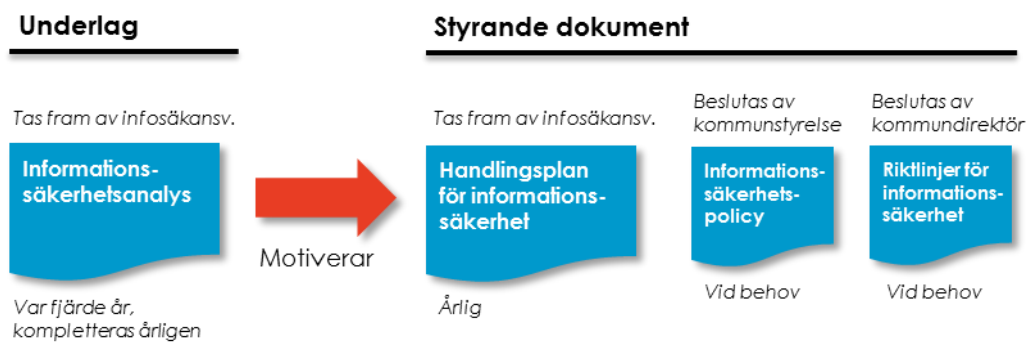 Underlag
Styrande dokument
Tas fram av infosäkansv.
Informations-
säkerhetsanalys
Var fjärde år,
kompletteras årligen
Motiverar
Tas fram av infosäkansv.
Handlingsplan
för informations-
säkerhet
Årlig
Beslutas av
kommunstyrelse
Informations-
säkerhets-
policy
Vid behov
Beslutas av
kommundirektör
Riktlinjer för
informations-
säkerhet
Vid behov